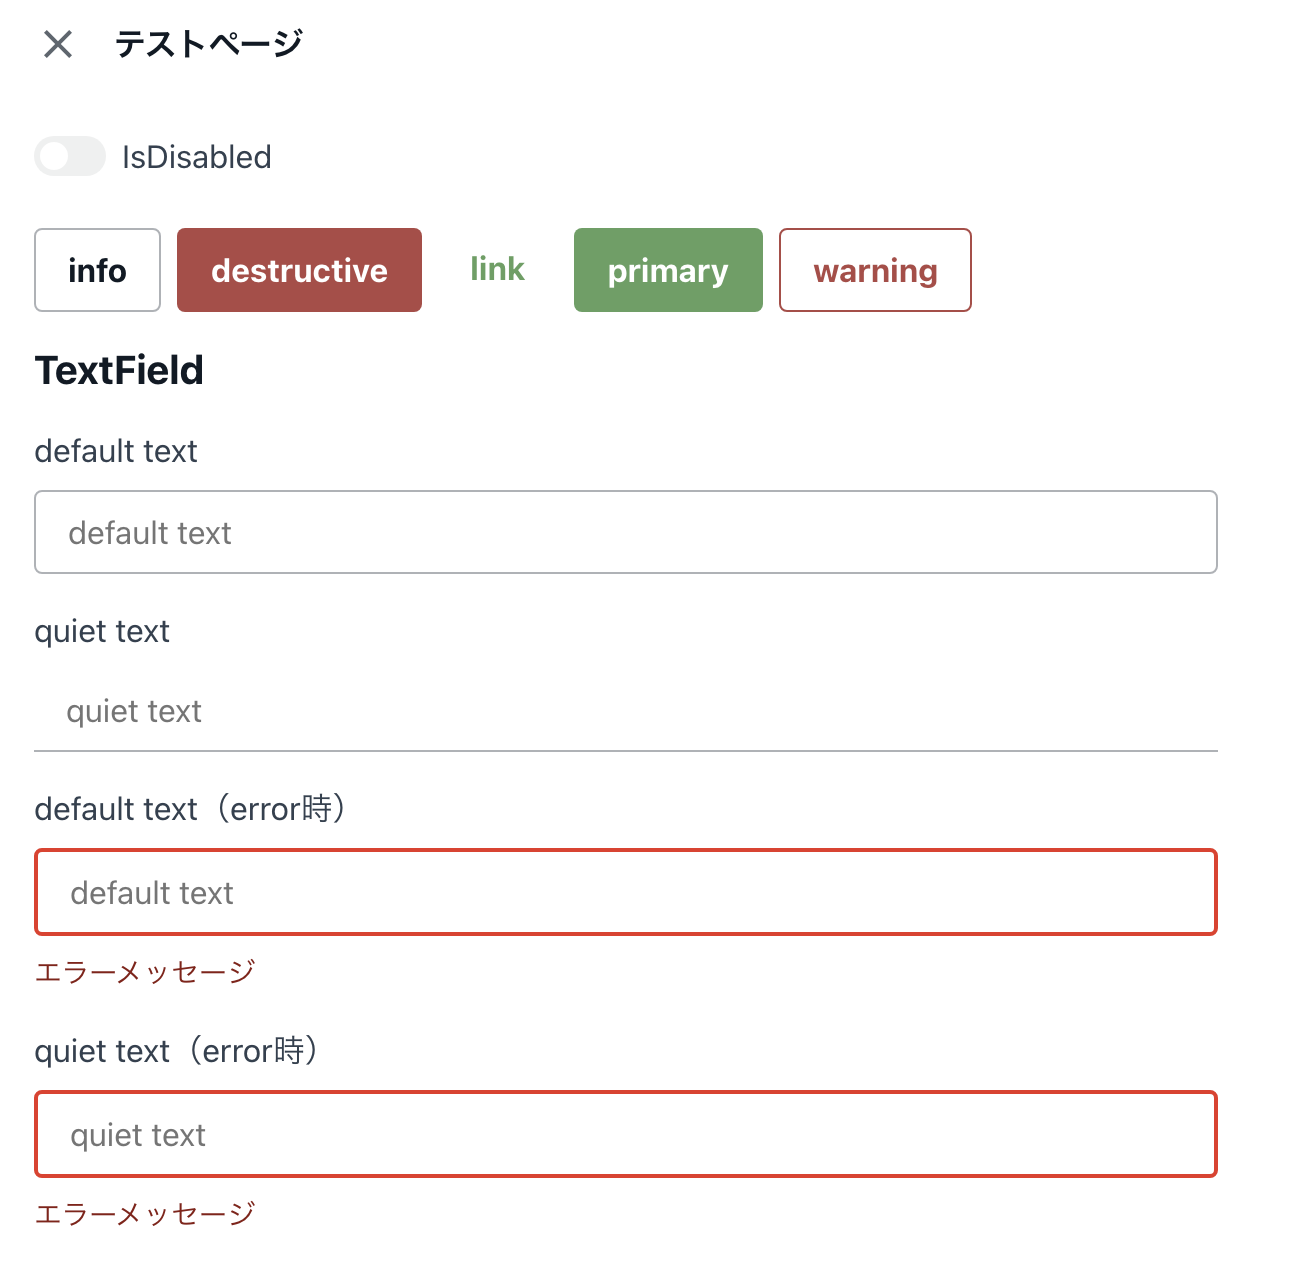 テストページ
IsDisabled
info destructive link primary warning
TextField
default text
default text
quiet text
quiet text
default text（error時）
default text
エラーメッセージ
quiet text（error時）
quiet text
エラーメッセージ